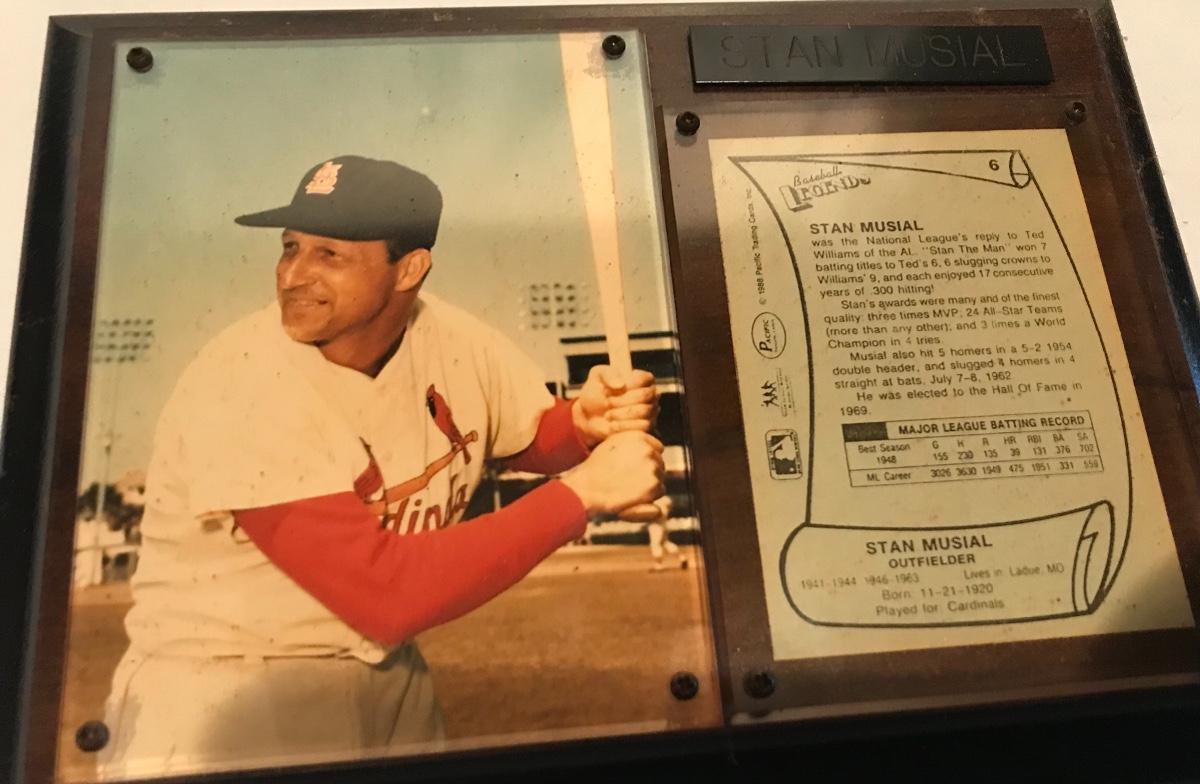 STAN MUSIAL
6
Baseball
LEGENDS
© 1988 Pacific Trading Cards, Inc.
PACIFIC
STAN MUSIAL
was the National League's reply to Ted
Williams of the AL. "Stan The Man" won 7
batting titles to Ted's 6, 6 slugging crowns to
Williams' 9, and each enjoyed 17 consecutive
years of .300 hitting!
Stan's awards were many and of the finest
quality: three times MVP; 24 All-Star Teams
(more than any other); and 3 times a World
Champion in 4 tries.
Musial also hit 5 homers in a 5-2 1954
double header, and slugged 4 homers in 4
straight at bats, July 7-8, 1962.
He was elected to the Hall Of Fame in
1969.
MAJOR LEAGUE BATTING RECORD
G H R HR RBI BA SA
Best Season
1948 155 230 135 39 131 376 702
ML Career 3026 3630 1949 475 1951 331 559
STAN MUSIAL
OUTFIELDER
1941-1944 1946-1963 Lives in: Ladue, MO
Born: 11-21-1920
Played for: Cardinals
dinals